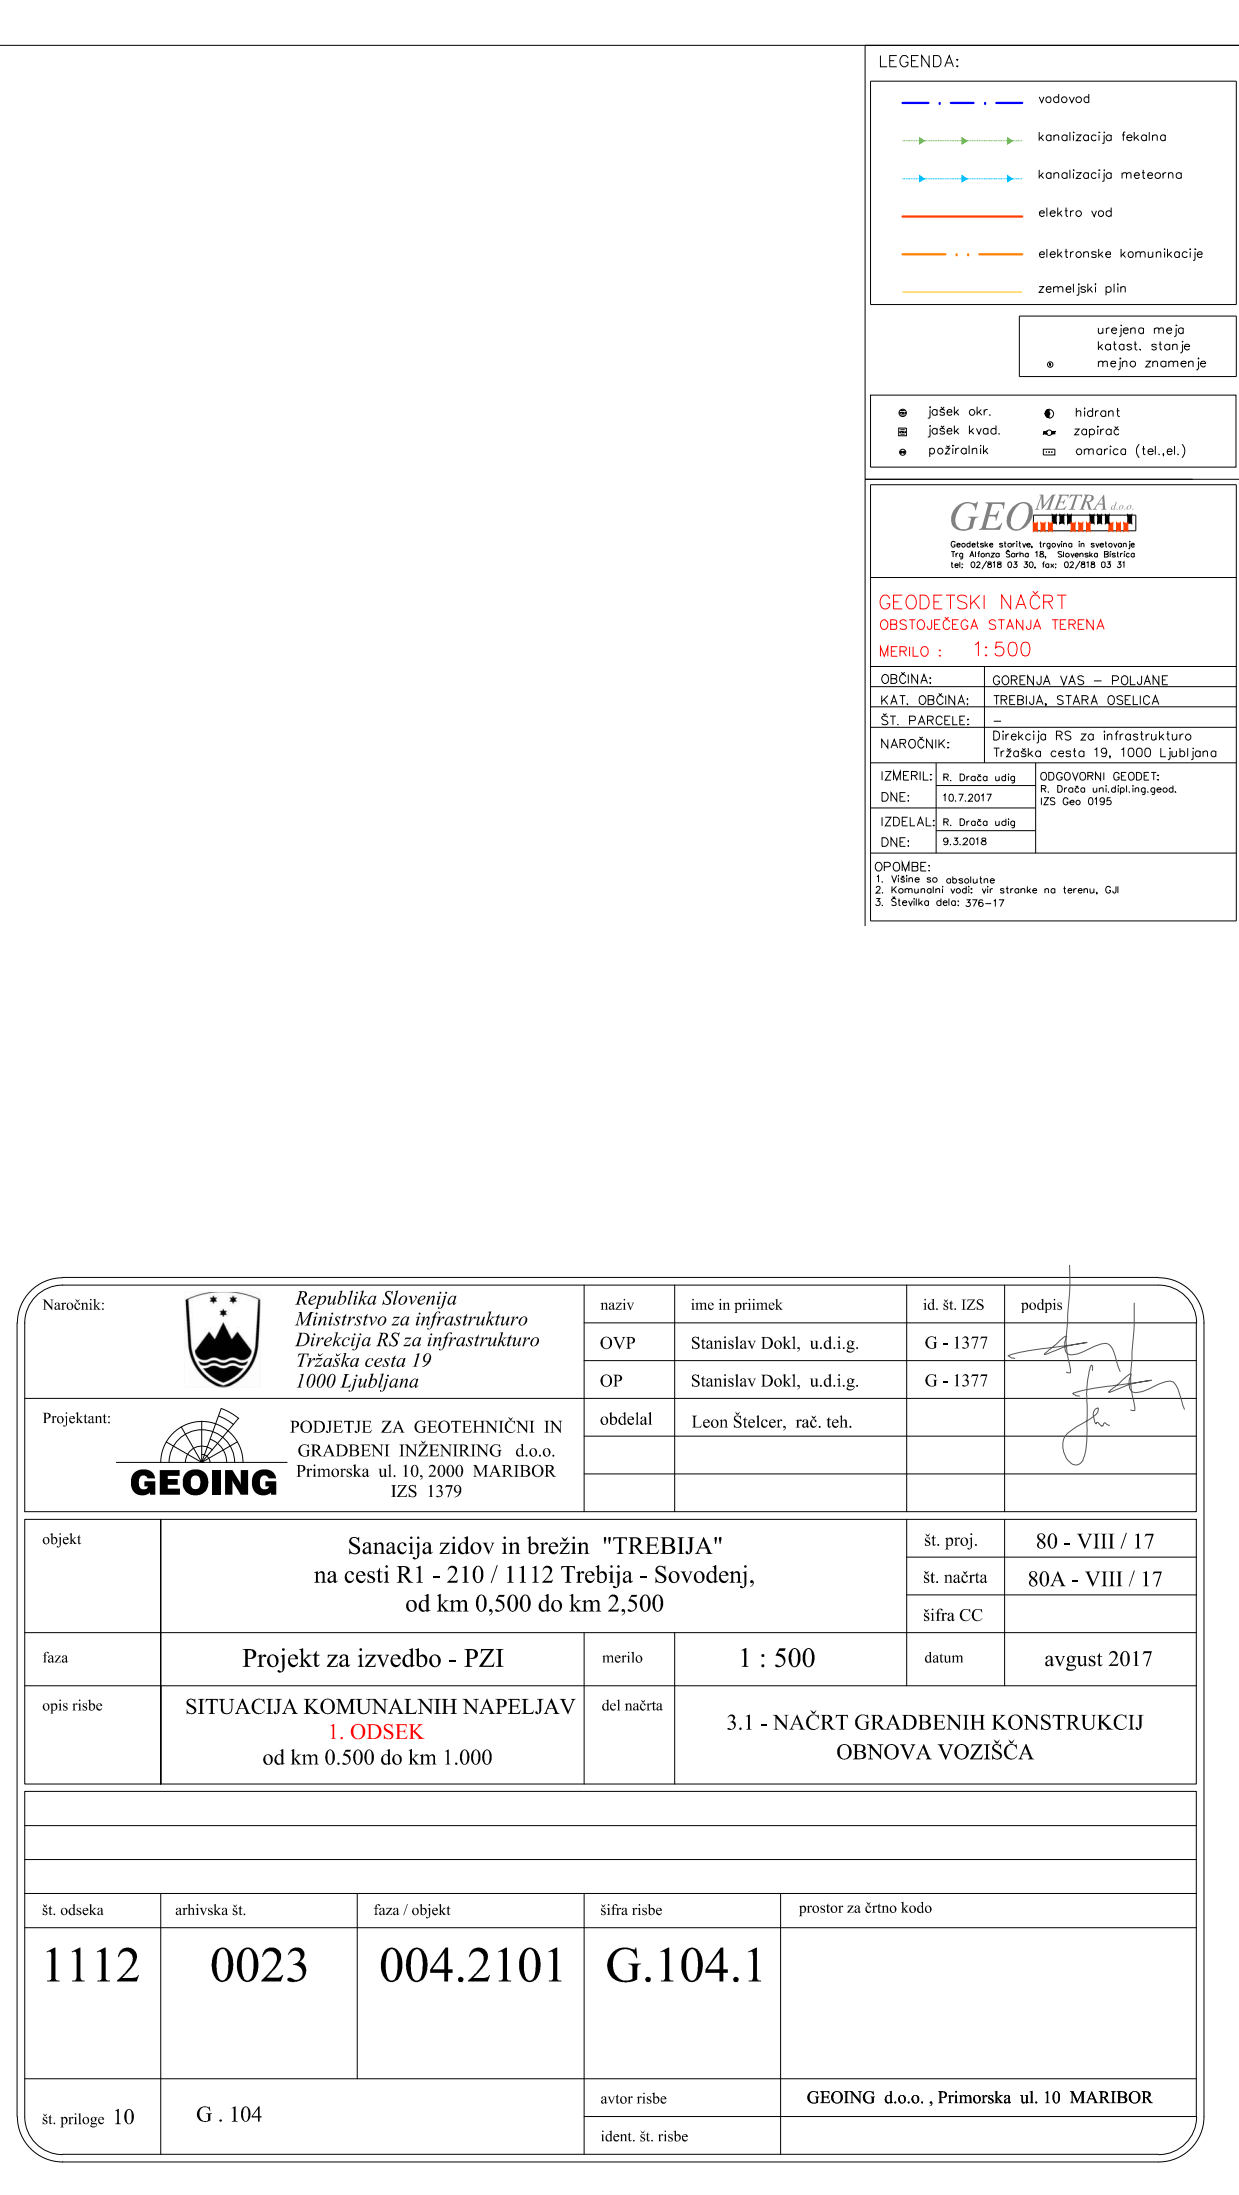 LEGENDA:
vodovod
kanalizacija fekalna
kanalizacija meteorna
elektro vod
elektronske komunikacije
zemeljski plin
urejena meja
katast. stanje
mejno znamenje
jašek okr.
hidrant
jašek kvad.
zapirač
požiralnik
omarica (tel.,el.)
GEOMETRA d.o.o.
Geodetske storitve, trgovina in svetovanje
Trg Alfonza Šarha 18, Slovenska Bistrica
tel: 02/818 03 30, fax: 02/818 03 31
GEODETSKI NAČRT
OBSTOJEČEGA STANJA TERENA
MERILO : 1:500
OBČINA: GORENJA VAS – POLJANE
KAT. OBČINA: TREBIJA, STARA OSELICA
ŠT. PARCELE: –
NAROČNIK: Direkcija RS za infrastrukturo
Tržaška cesta 19, 1000 Ljubljana
IZMERIL: R. Drača udig
DNE: 10.7.2017
IZDELAL: R. Drača udig
DNE: 9.3.2018
ODGOVORNI GEODET:
R. Drača uni.dipl.ing.geod.
IZS Geo 0195
OPOMBE:
1. Višine so absolutne
2. Komunalni vodi: vir stranke na terenu, GJI
3. Številka dela: 376–17
Naročnik:
Republika Slovenija
Ministrstvo za infrastrukturo
Direkcija RS za infrastrukturo
Tržaška cesta 19
1000 Ljubljana
naziv ime in priimek id. št. IZS podpis
OVP Stanislav Dokl, u.d.i.g. G - 1377
OP Stanislav Dokl, u.d.i.g. G - 1377
obdelal Leon Štelcer, rač. teh.
Projektant:
GEOING
PODJETJE ZA GEOTEHNIČNI IN
GRADBENI INŽENIRING d.o.o.
Primorska ul. 10, 2000 MARIBOR
IZS 1379
objekt
Sanacija zidov in brežin "TREBIJA"
na cesti R1 - 210 / 1112 Trebija - Sovodenj,
od km 0,500 do km 2,500
št. proj. 80 - VIII / 17
št. načrta 80A - VIII / 17
šifra CC
faza Projekt za izvedbo - PZI merilo 1 : 500 datum avgust 2017
opis risbe
SITUACIJA KOMUNALNIH NAPELJAV
1. ODSEK
od km 0.500 do km 1.000
del načrta
3.1 - NAČRT GRADBENIH KONSTRUKCIJ
OBNOVA VOZIŠČA
št. odseka arhivska št. faza / objekt šifra risbe prostor za črtno kodo
1112 0023 004.2101 G.104.1
št. priloge 10 G . 104
avtor risbe GEOING d.o.o. , Primorska ul. 10 MARIBOR
ident. št. risbe